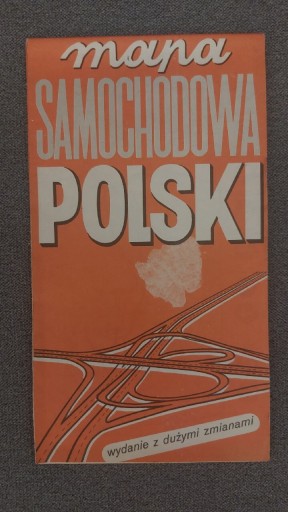 mapa
SAMOCHODOWA
POLSKI
wydanie z dużymi zmianami